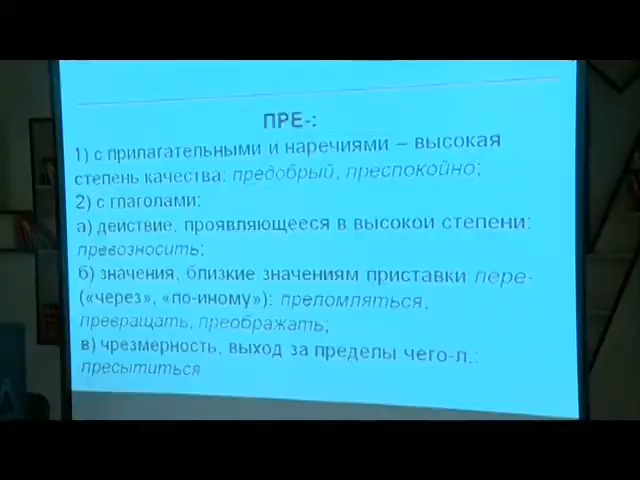 ПРЕ-:
1) с прилагательными и наречиями – высокая
степень качества: предобрый, преспокойно;
2) с глаголами:
а) действие, проявляющееся в высокой степени:
превозносить;
б) значения, близкие значениям приставки пере-
(«через», «по-иному»): преломляться,
превращать, преображать;
в) чрезмерность, выход за пределы чего-л.:
пресытиться